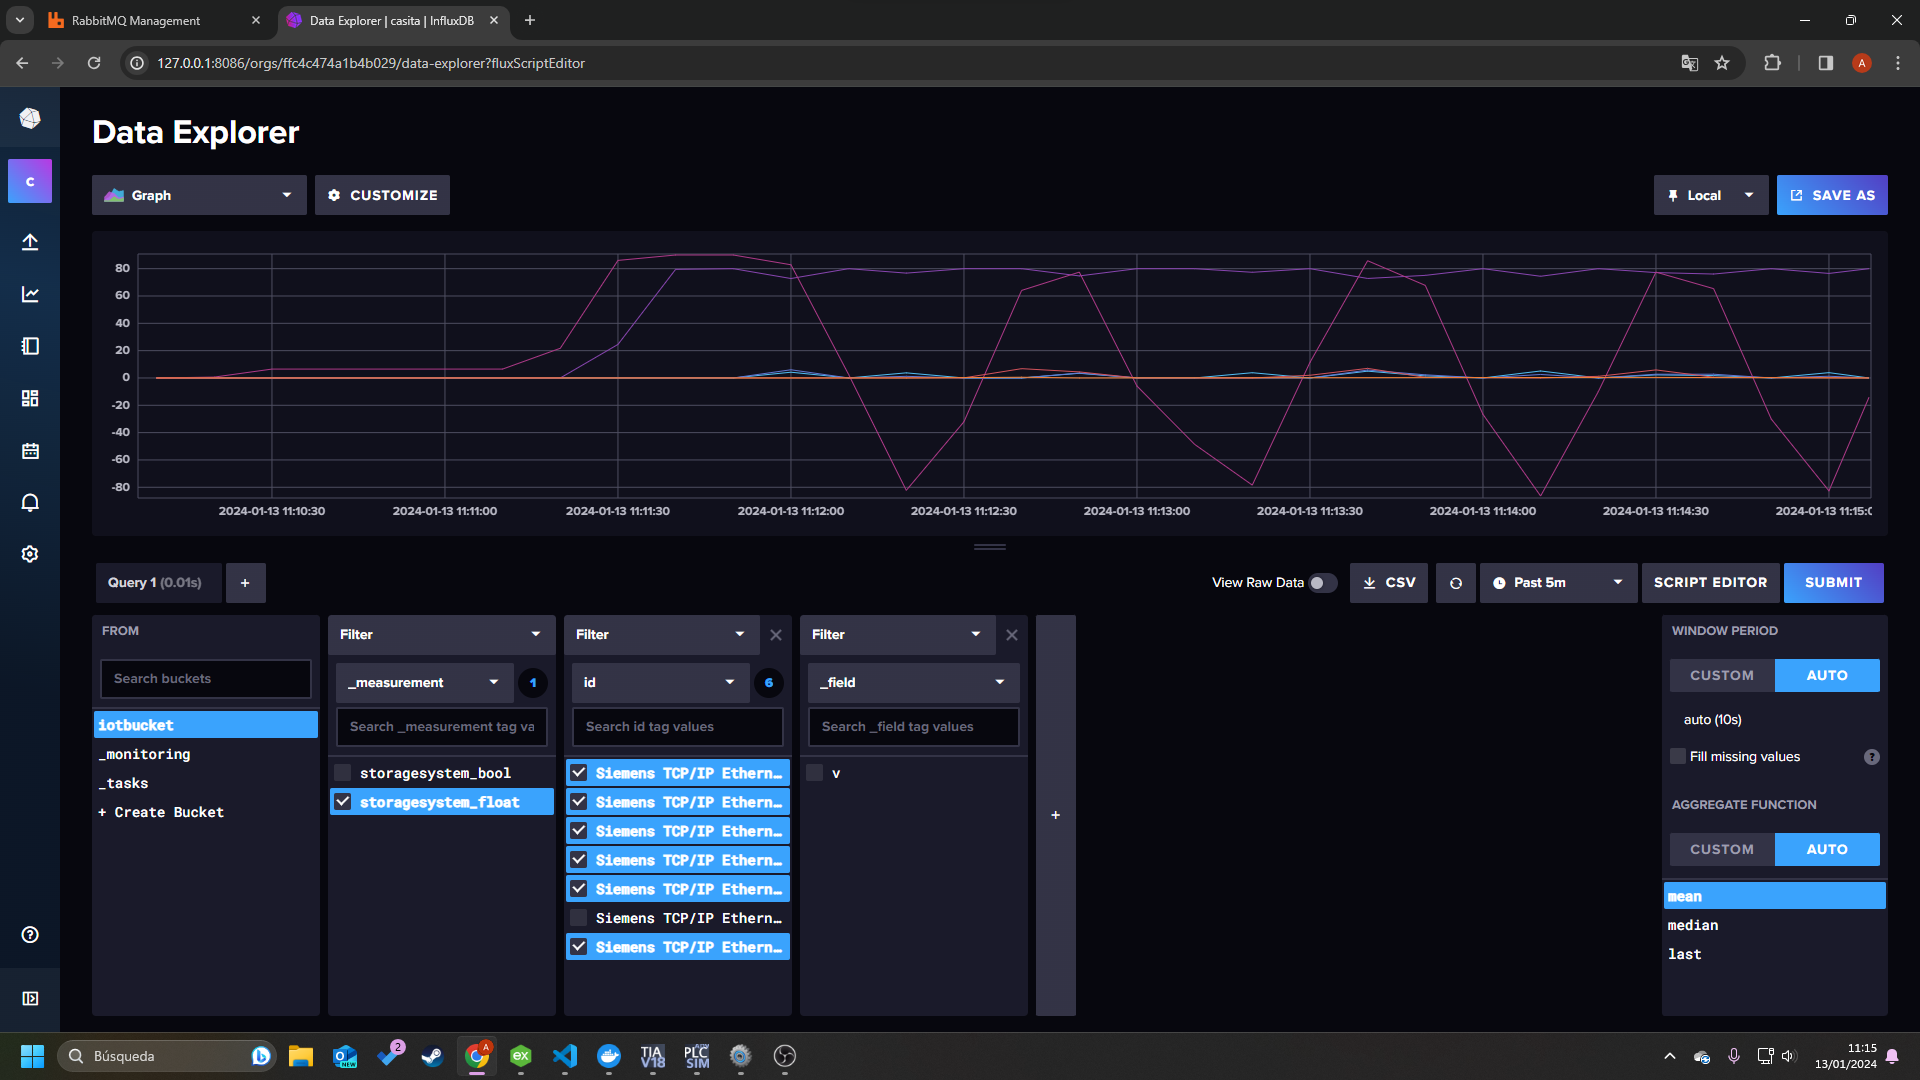 RabbitMQ Management
Data Explorer | casita | InfluxDB
127.0.0.1:8086/orgs/ffc4c474a1b4b029/data-explorer?fluxScriptEditor
A
C
Data Explorer
Graph
CUSTOMIZE
Local
SAVE AS
80
60
40
20
0
-20
-40
-60
-80
2024-01-13 11:10:30
2024-01-13 11:11:00
2024-01-13 11:11:30
2024-01-13 11:12:00
2024-01-13 11:12:30
2024-01-13 11:13:00
2024-01-13 11:13:30
2024-01-13 11:14:00
2024-01-13 11:14:30
2024-01-13 11:15:0
Query 1 (0.01s)
+
View Raw Data
CSV
Past 5m
SCRIPT EDITOR
SUBMIT
FROM
Search buckets
iotbucket
_monitoring
_tasks
+ Create Bucket
Filter
_measurement
1
Search _measurement tag va
storagesystem_bool
storagesystem_float
Filter
id
6
Search id tag values
Siemens TCP/IP Ethern…
Siemens TCP/IP Ethern…
Siemens TCP/IP Ethern…
Siemens TCP/IP Ethern…
Siemens TCP/IP Ethern…
Siemens TCP/IP Ethern…
Siemens TCP/IP Ethern…
Filter
_field
Search _field tag values
v
+
WINDOW PERIOD
CUSTOM
AUTO
auto (10s)
Fill missing values
?
AGGREGATE FUNCTION
CUSTOM
AUTO
mean
median
last
Búsqueda
NEW
2
A
ex
TIA V18
PLC SIM
11:15
13/01/2024